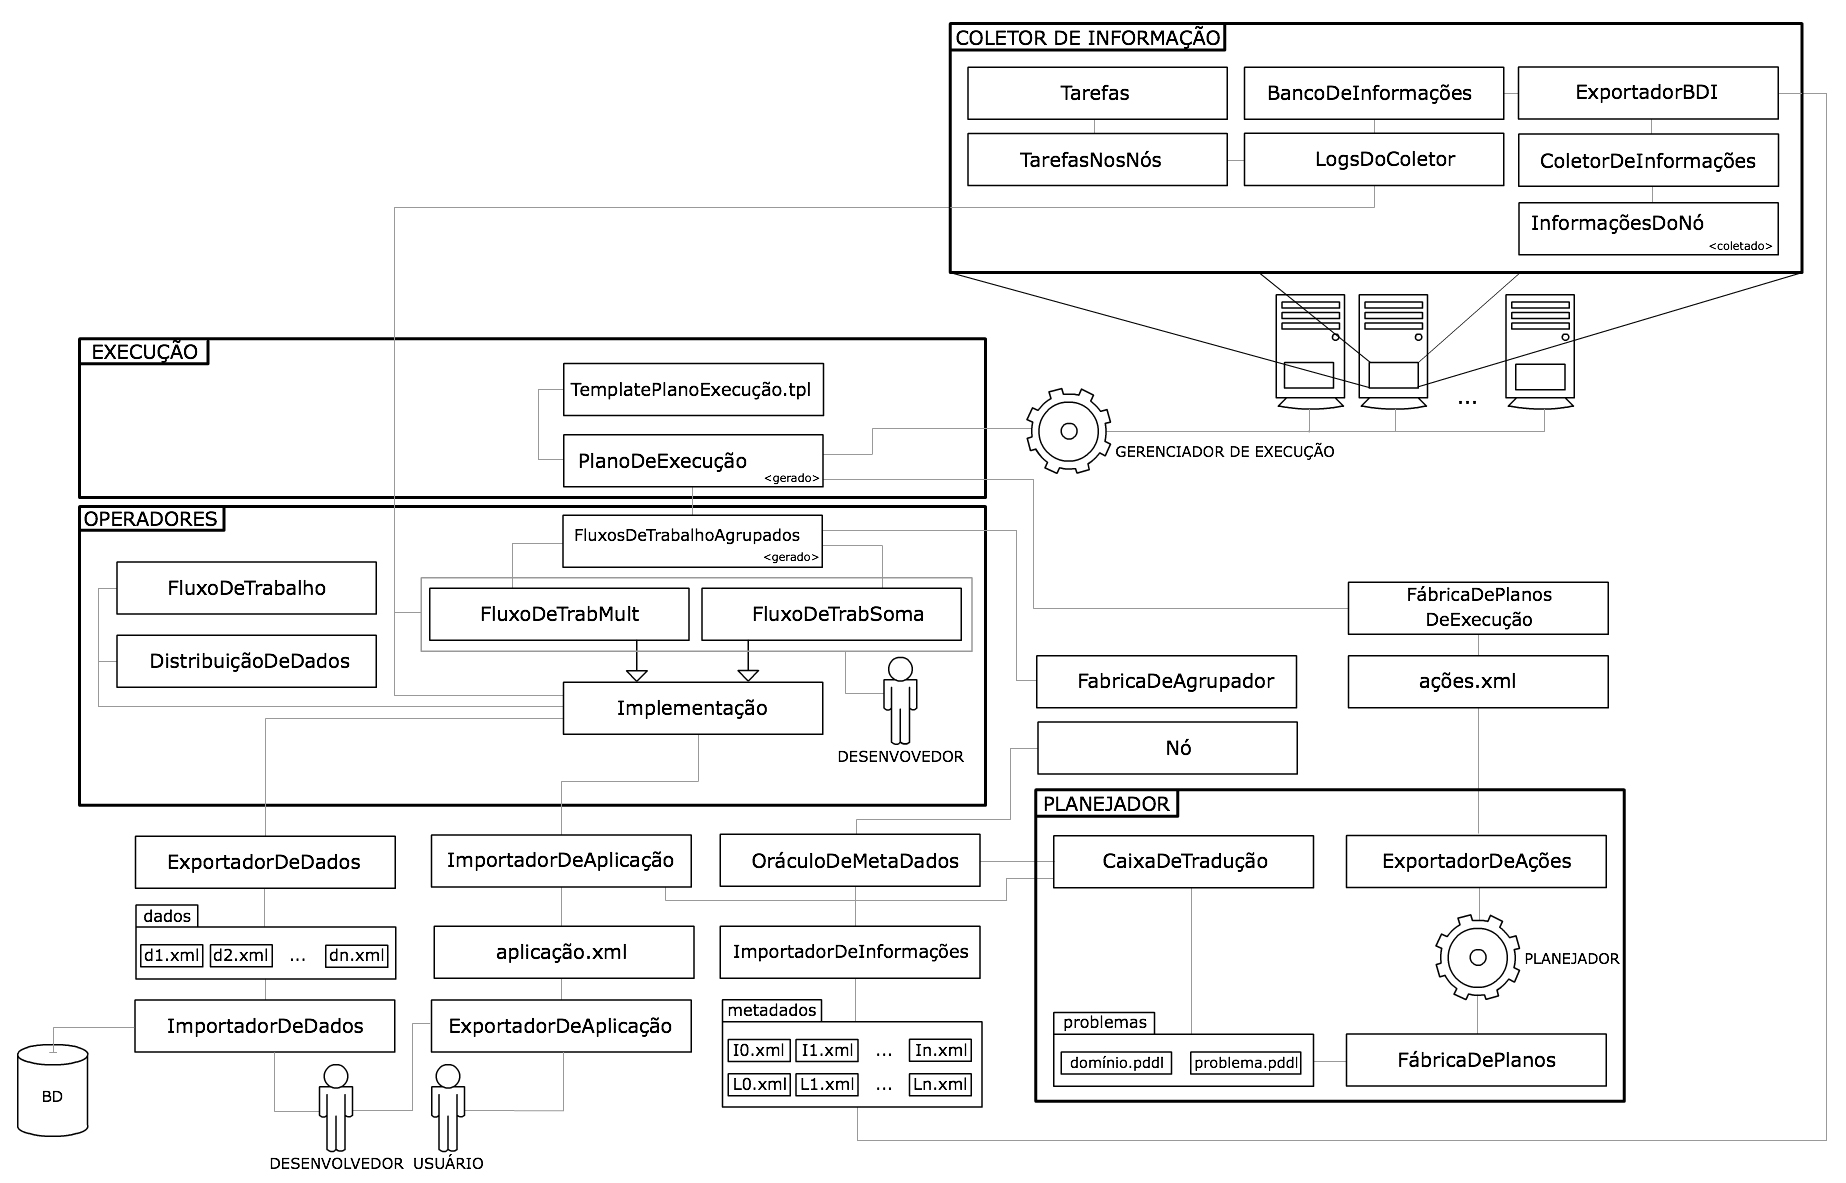 COLETOR DE INFORMAÇÃO
Tarefas
BancoDeInformações
ExportadorBDI
TarefasNosNós
LogsDoColetor
ColetorDeInformações
InformaçõesDoNó
<coletado>
...
GERENCIADOR DE EXECUÇÃO
EXECUÇÃO
TemplatePlanoExecução.tpl
PlanoDeExecução
<gerado>
OPERADORES
FluxosDeTrabalhoAgrupados
<gerado>
FluxoDeTrabalho
FluxoDeTrabMult
FluxoDeTrabSoma
DistribuiçãoDeDados
Implementação
DESENVOVEDOR
FábricaDePlanos
DeExecução
FabricaDeAgrupador
ações.xml
Nó
PLANEJADOR
CaixaDeTradução
ExportadorDeAções
PLANEJADOR
problemas
domínio.pddl
problema.pddl
FábricaDePlanos
ExportadorDeDados
ImportadorDeAplicação
OráculoDeMetaDados
dados
d1.xml
d2.xml
...
dn.xml
aplicação.xml
ImportadorDeInformações
ImportadorDeDados
ExportadorDeAplicação
metadados
I0.xml
I1.xml
...
In.xml
L0.xml
L1.xml
...
Ln.xml
BD
DESENVOLVEDOR
USUÁRIO